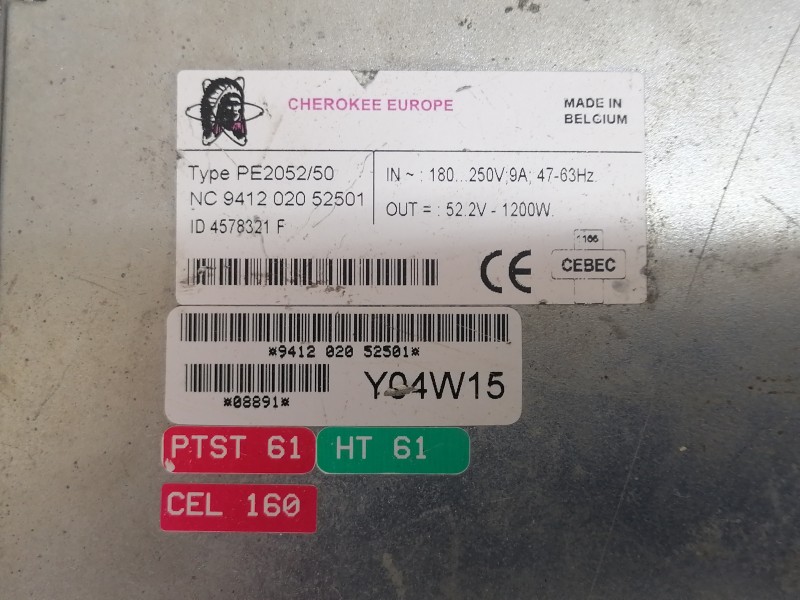 CHEROKEE EUROPE
MADE IN
BELGIUM
Type PE2052/50
NC 9412 020 52501
ID 4578321 F
IN ~ : 180...250V;9A; 47-63Hz.
OUT = : 52.2V - 1200W.
CE
166
CEBEC
*9412 020 52501*
*08891*
Y04W15
PTST 61
HT 61
CEL 160